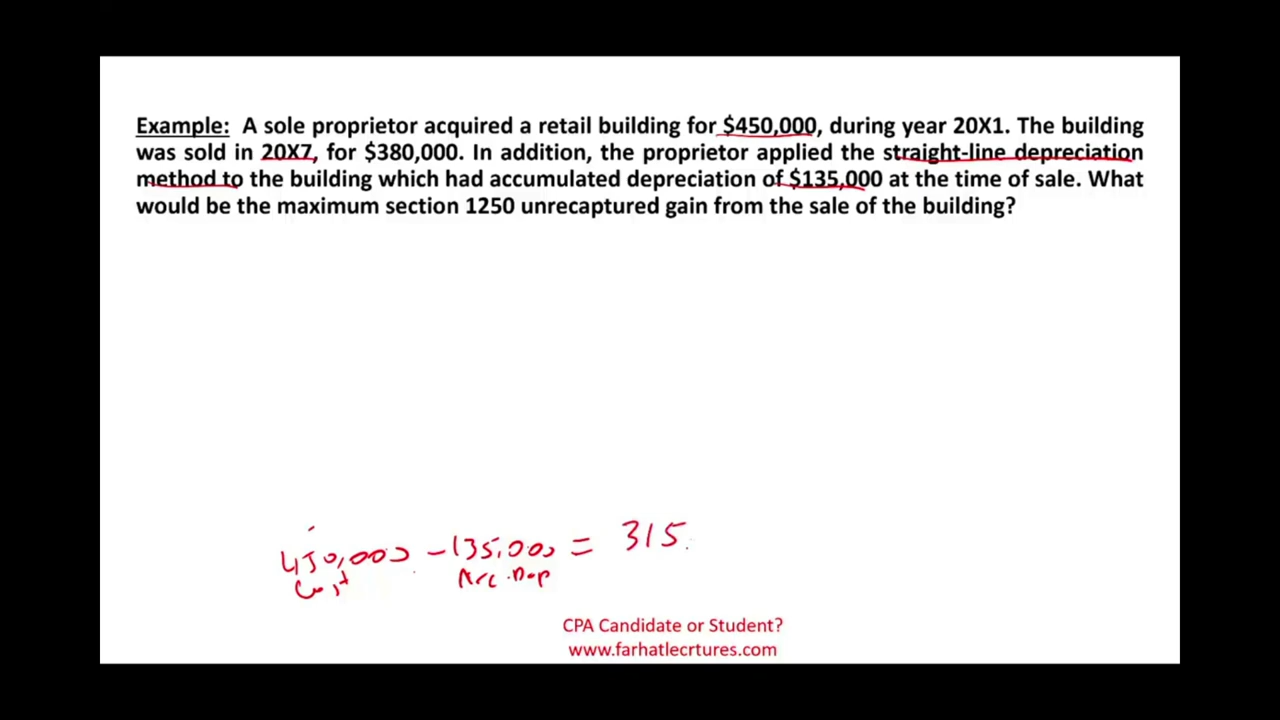 Example: A sole proprietor acquired a retail building for $450,000, during year 20X1. The building
was sold in 20X7, for $380,000. In addition, the proprietor applied the straight-line depreciation
method to the building which had accumulated depreciation of $135,000 at the time of sale. What
would be the maximum section 1250 unrecaptured gain from the sale of the building?
450,000 - 135,000 = 315
Cost Acc. Dep
CPA Candidate or Student?
www.farhatlecrtures.com